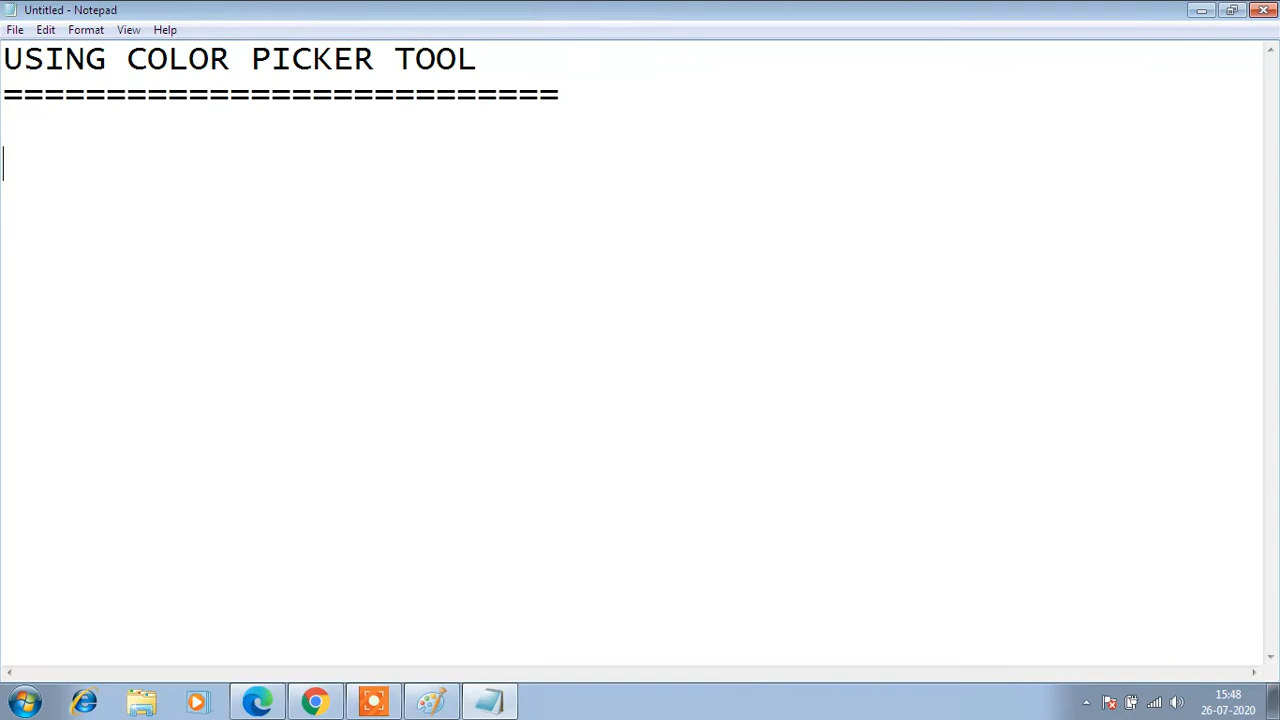 Untitled - Notepad
File Edit Format View Help
USING COLOR PICKER TOOL
===========================
15:48
26-07-2020